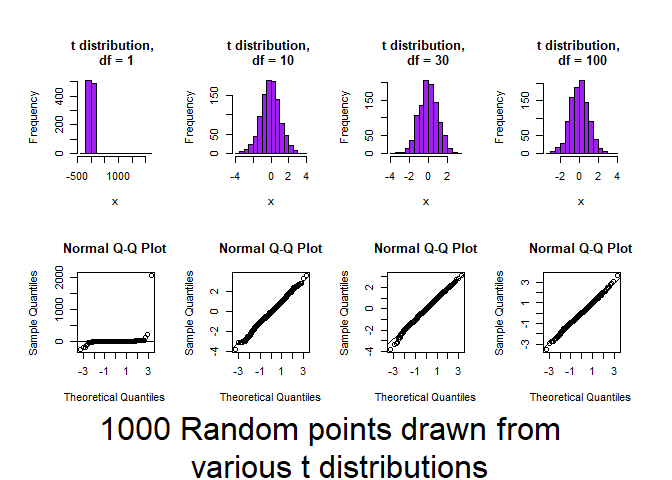 t distribution, df = 1
t distribution, df = 10
t distribution, df = 30
t distribution, df = 100
Frequency
0 200 400
-500 1000
x
Frequency
0 50 150
-4 -2 0 2 4
x
Frequency
0 50 150
-4 0 2
x
Frequency
0 50 150
-2 0 2 4
x
Normal Q-Q Plot
Normal Q-Q Plot
Normal Q-Q Plot
Normal Q-Q Plot
Sample Quantiles
0 1000 2000
-3 -1 1 3
Theoretical Quantiles
Sample Quantiles
-4 -2 0 2
-3 -1 1 3
Theoretical Quantiles
Sample Quantiles
-4 -2 0 2
-3 -1 1 3
Theoretical Quantiles
Sample Quantiles
-3 -1 1 3
-3 -1 1 3
Theoretical Quantiles
1000 Random points drawn from
various t distributions